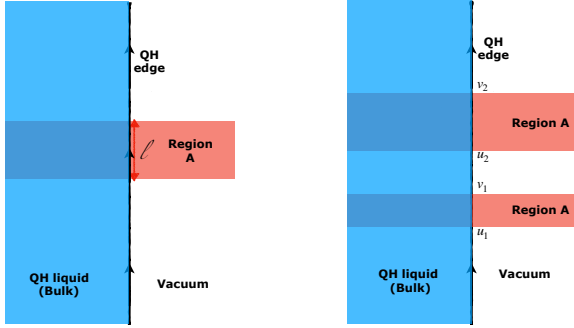 QH
edge
Region
A
ℓ
QH liquid
(Bulk)
Vacuum
QH
edge
v₂
Region A
u₂
v₁
Region A
u₁
QH liquid
(Bulk)
Vacuum